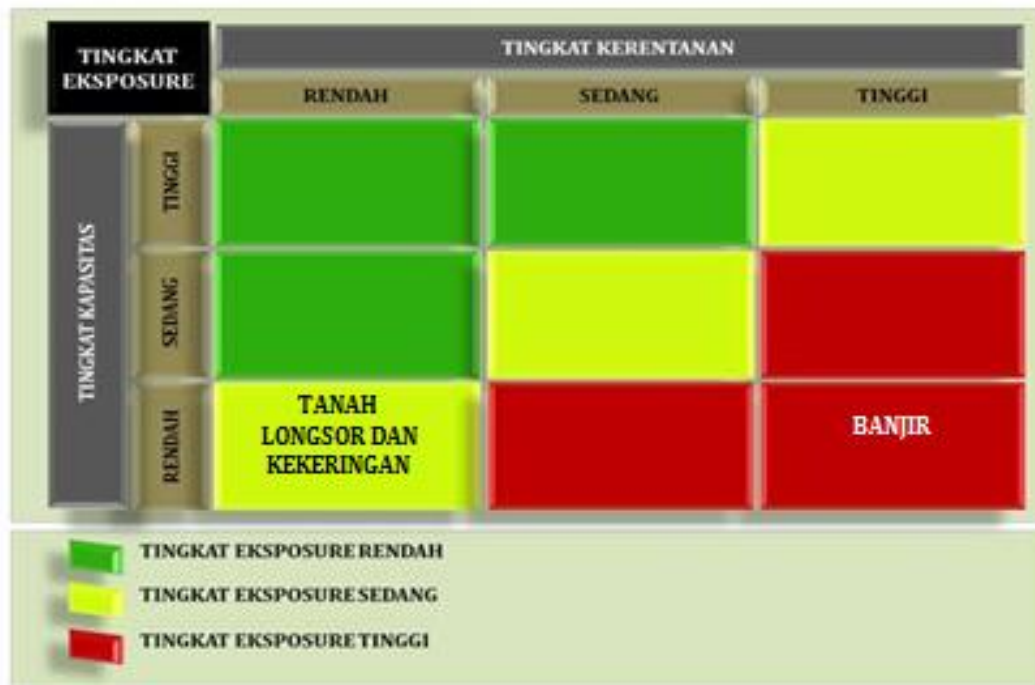 TINGKAT
EKSPOSURE
TINGKAT KERENTANAN
RENDAH
SEDANG
TINGGI
TINGKAT KAPASITAS
TINGGI
SEDANG
RENDAH
TANAH
LONGSOR DAN
KEKERINGAN
BANJIR
TINGKAT EKSPOSURE RENDAH
TINGKAT EKSPOSURE SEDANG
TINGKAT EKSPOSURE TINGGI